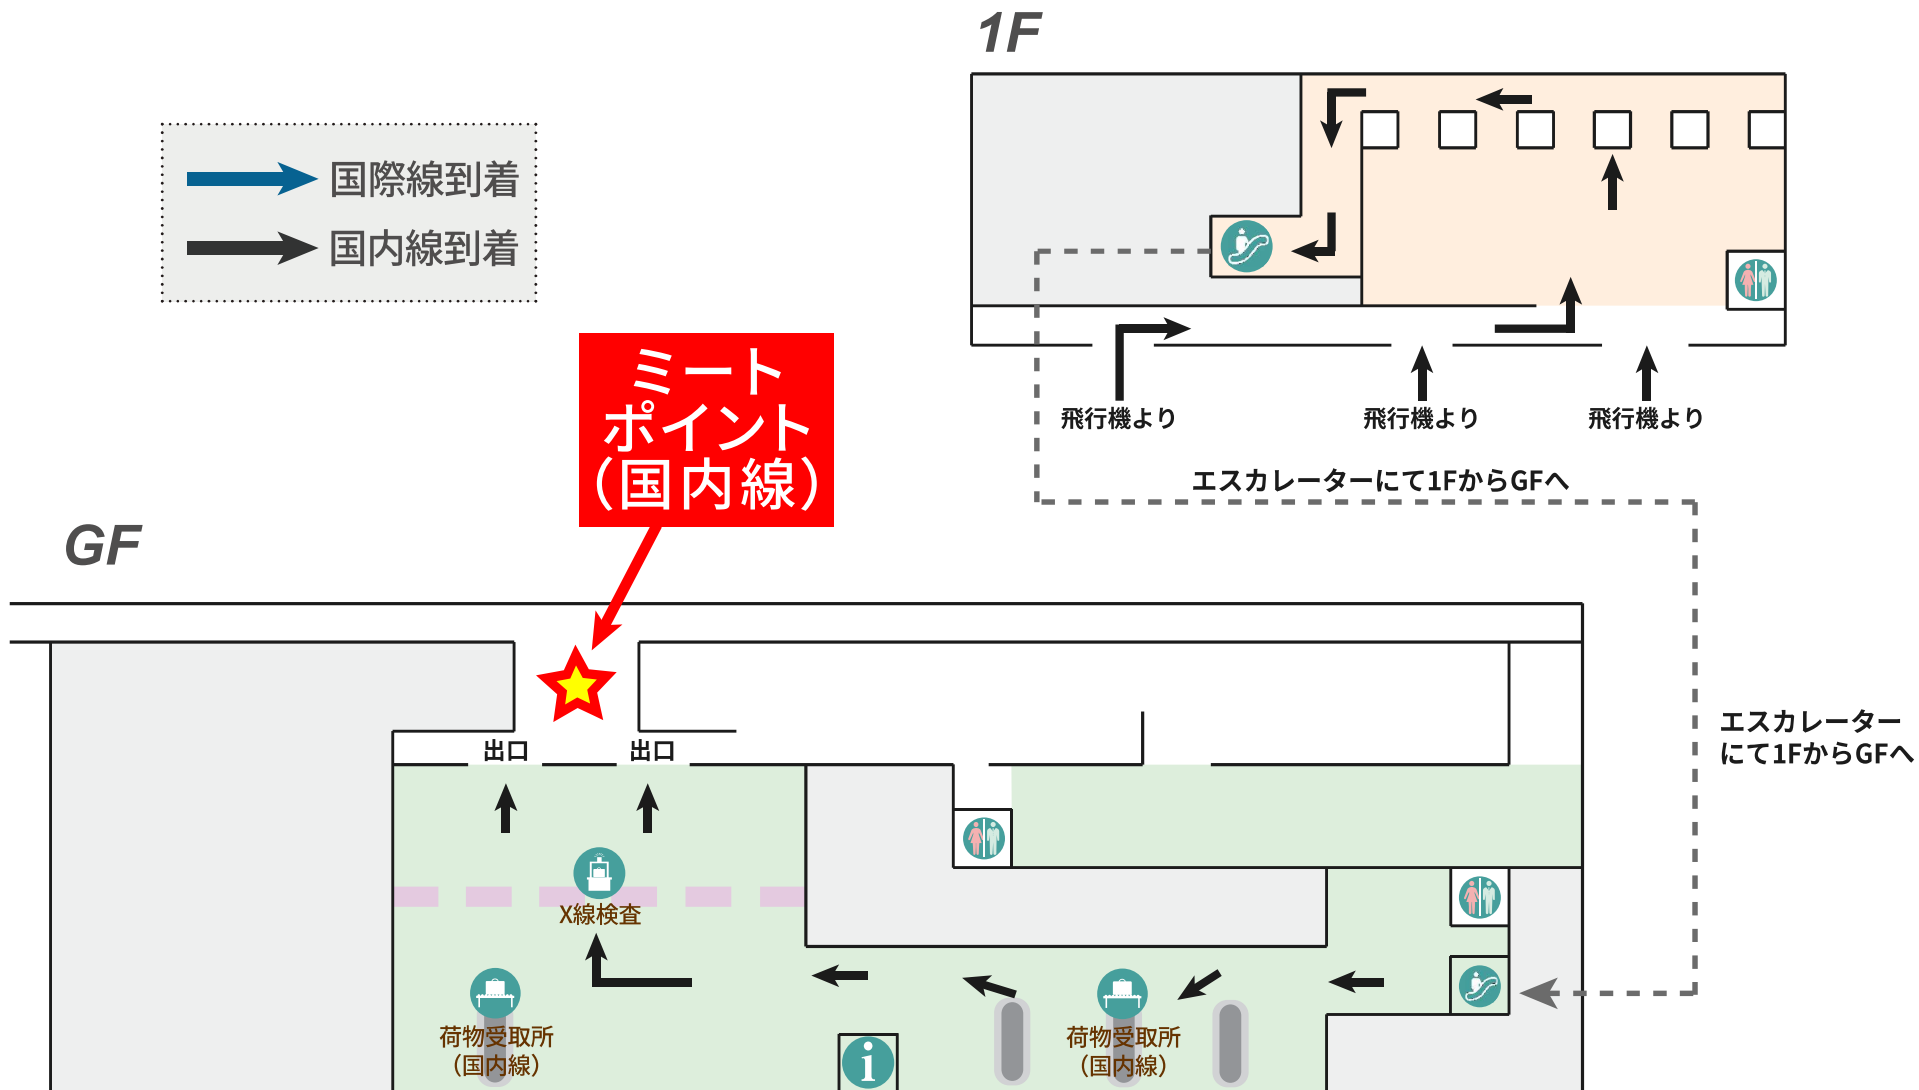 1F
国際線到着
国内線到着
ミート
ポイント
（国内線）
飛行機より
飛行機より
飛行機より
エスカレーターにて1FからGFへ
GF
エスカレーター
にて1FからGFへ
出口
出口
X線検査
荷物受取所
（国内線）
荷物受取所
（国内線）
i